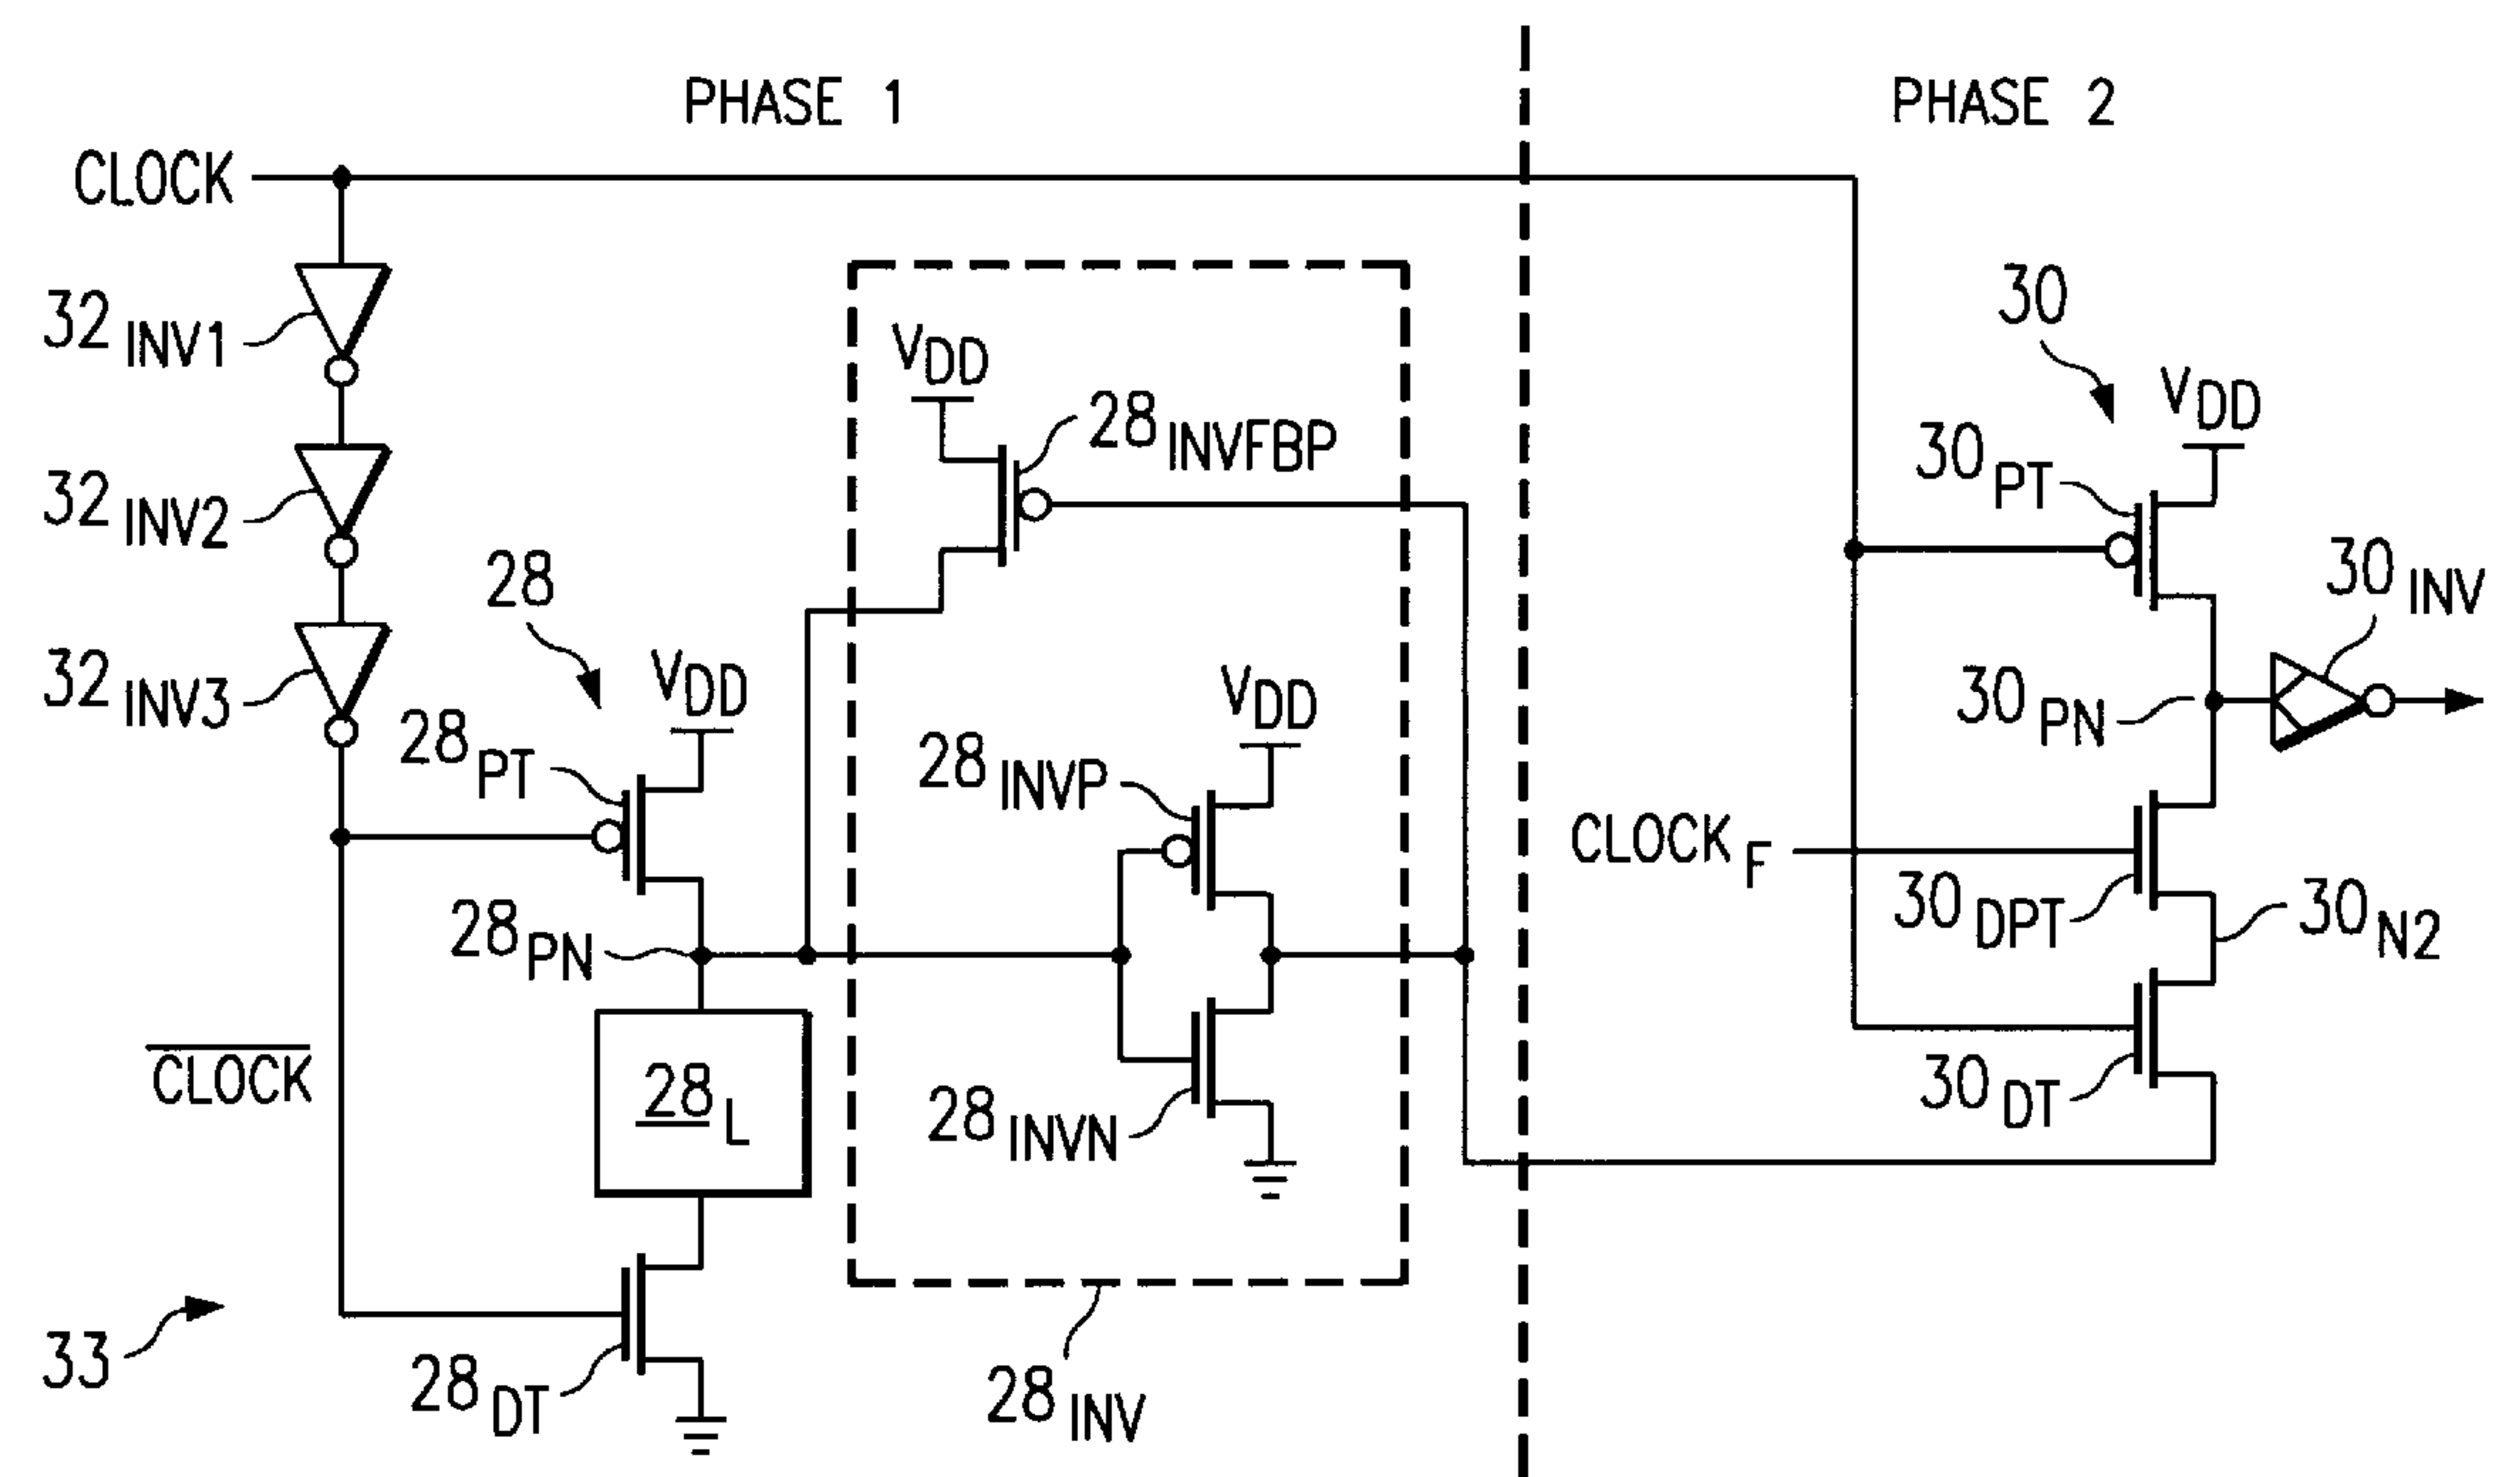 PHASE 1
PHASE 2
CLOCK
32 INV1
32 INV2
32 INV3
28
VDD
28 PT
28 PN
CLOCK
28 L
28 DT
33
VDD
28 INVFBP
VDD
28 INVP
28 INVN
28 INV
30
VDD
30 PT
30 INV
30 PN
CLOCK F
30 DPT
30 N2
30 DT